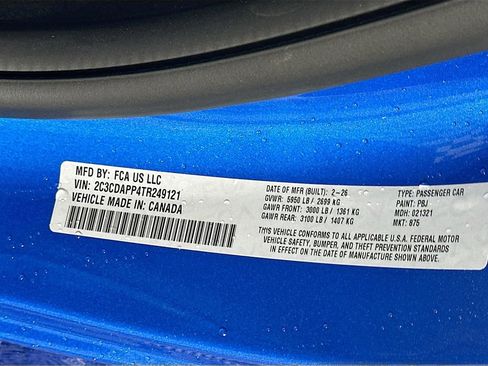 MFD BY: FCA US LLC
VIN: 2C3CDAPP4TR249121
VEHICLE MADE IN: CANADA
DATE OF MFR (BUILT): 2-26
GVWR: 5950 LB / 2699 KG
GAWR FRONT: 3000 LB / 1361 KG
GAWR REAR: 3100 LB / 1407 KG
TYPE: PASSENGER CAR
PAINT: PBJ
MDH: 021321
MKT: 875
THIS VEHICLE CONFORMS TO ALL APPLICABLE U.S.A. FEDERAL MOTOR
VEHICLE SAFETY, BUMPER, AND THEFT PREVENTION STANDARDS
IN EFFECT ON THE DATE OF MANUFACTURE SHOWN ABOVE.